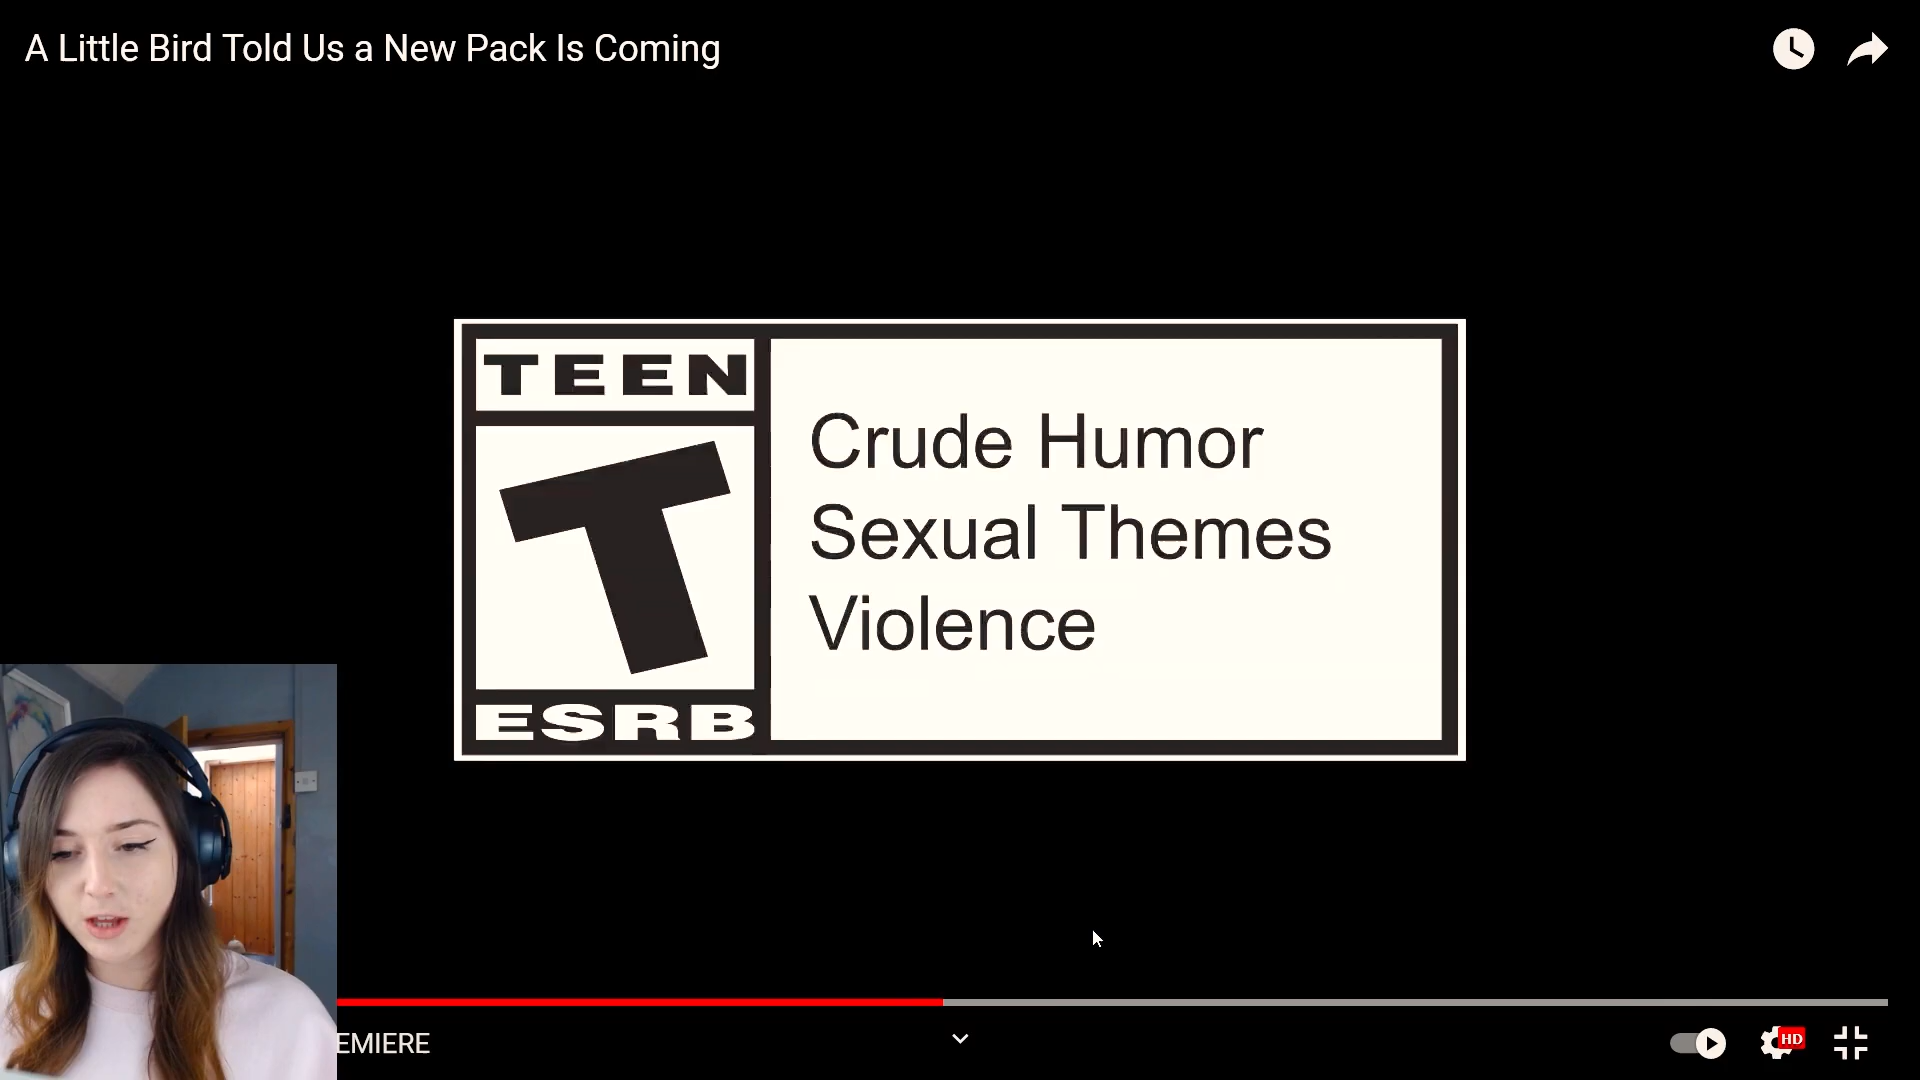 A Little Bird Told Us a New Pack Is Coming
TEEN
T
ESRB
Crude Humor
Sexual Themes
Violence
EMIERE
HD